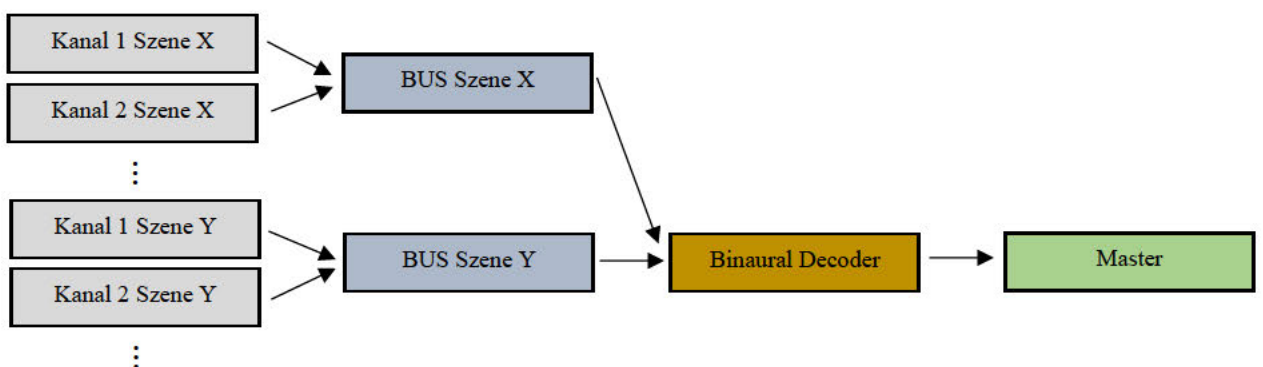 Kanal 1 Szene X
Kanal 2 Szene X
⋮
Kanal 1 Szene Y
Kanal 2 Szene Y
⋮
BUS Szene X
BUS Szene Y
Binaural Decoder
Master